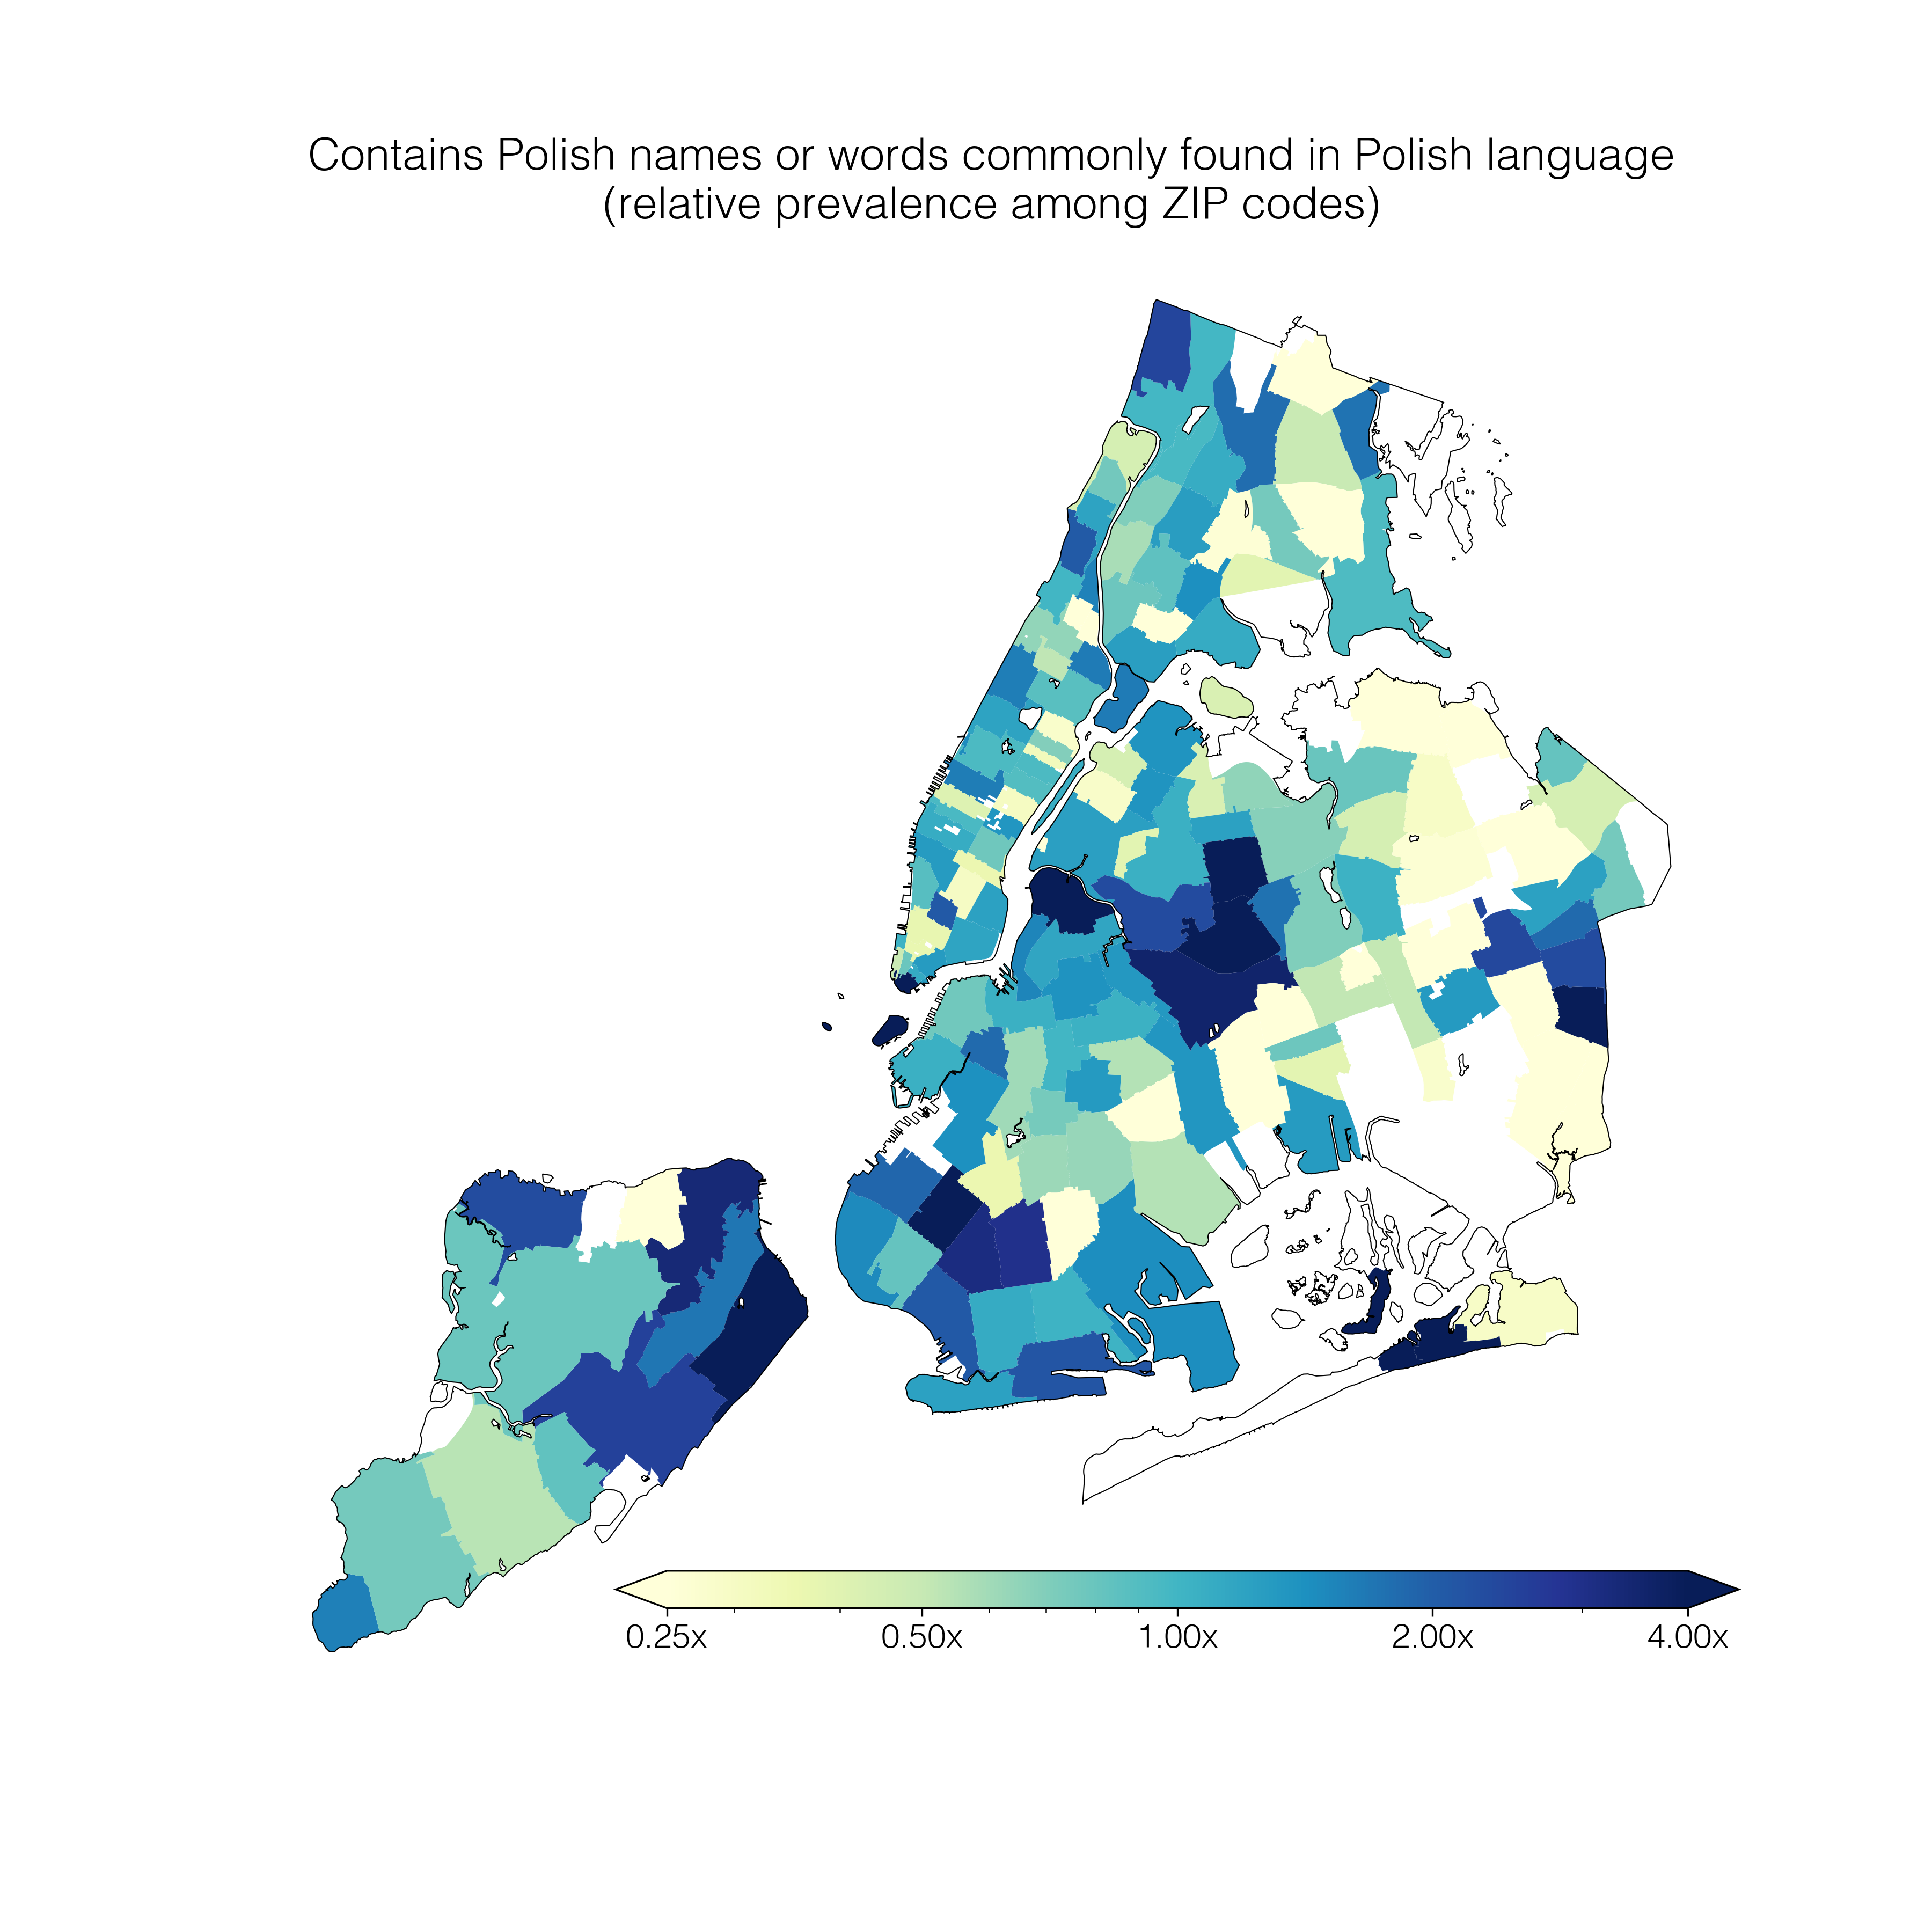 Contains Polish names or words commonly found in Polish language
(relative prevalence among ZIP codes)
0.25x 0.50x 1.00x 2.00x 4.00x